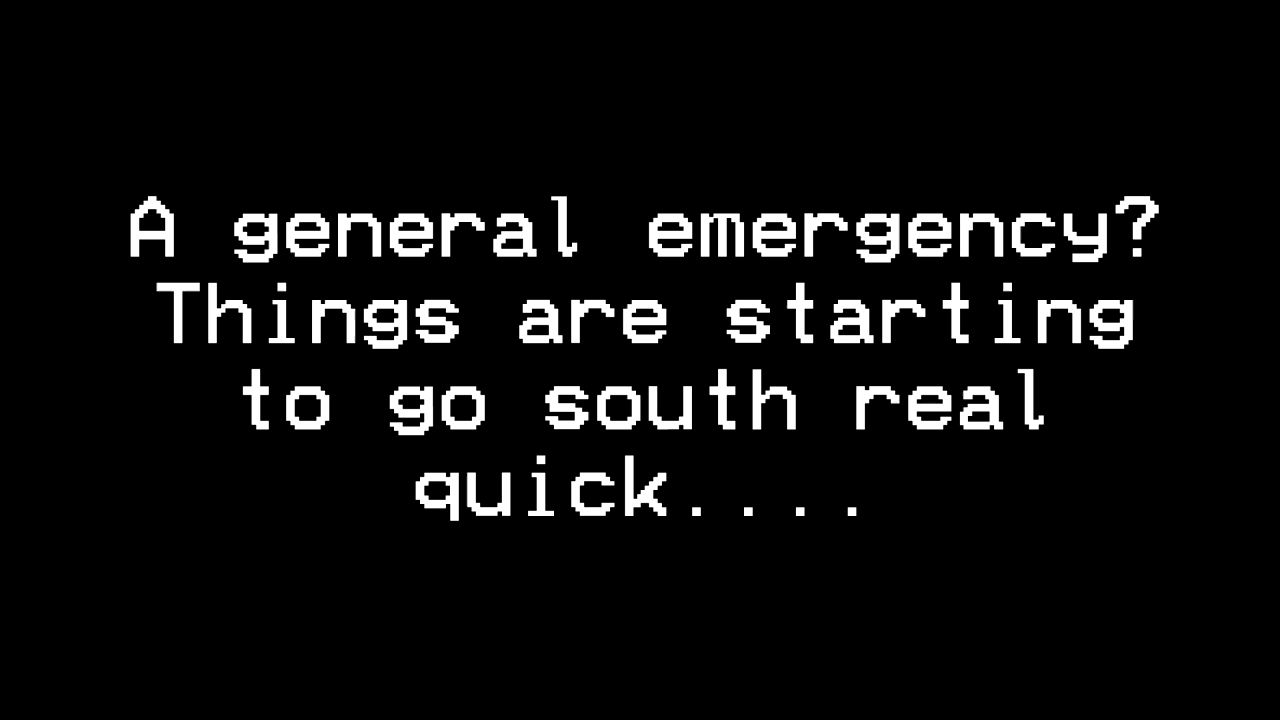 A general emergency?
Things are starting
to go south real
quick....